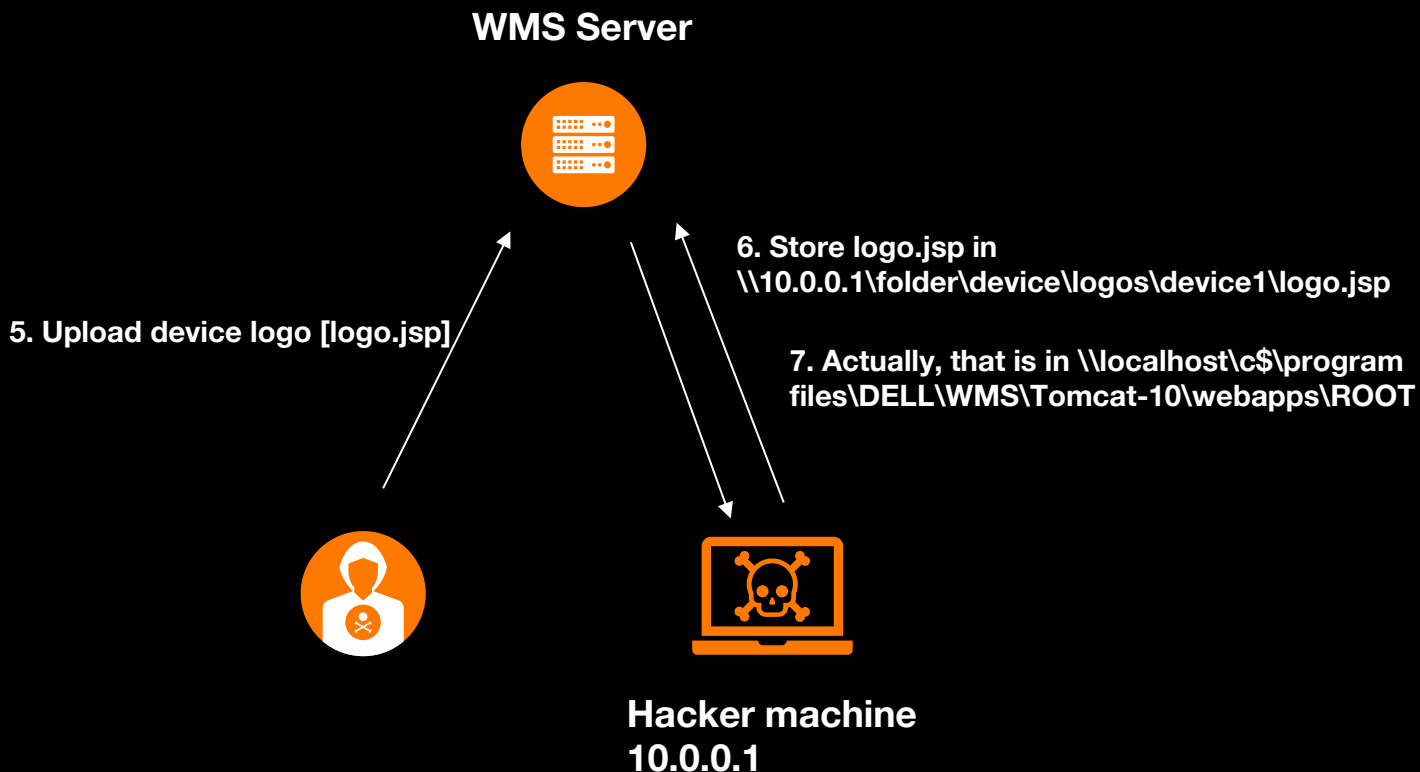 WMS Server
5. Upload device logo [logo.jsp]
6. Store logo.jsp in
\\10.0.0.1\folder\device\logos\device1\logo.jsp
7. Actually, that is in \\localhost\c$\program
files\DELL\WMS\Tomcat-10\webapps\ROOT
Hacker machine
10.0.0.1